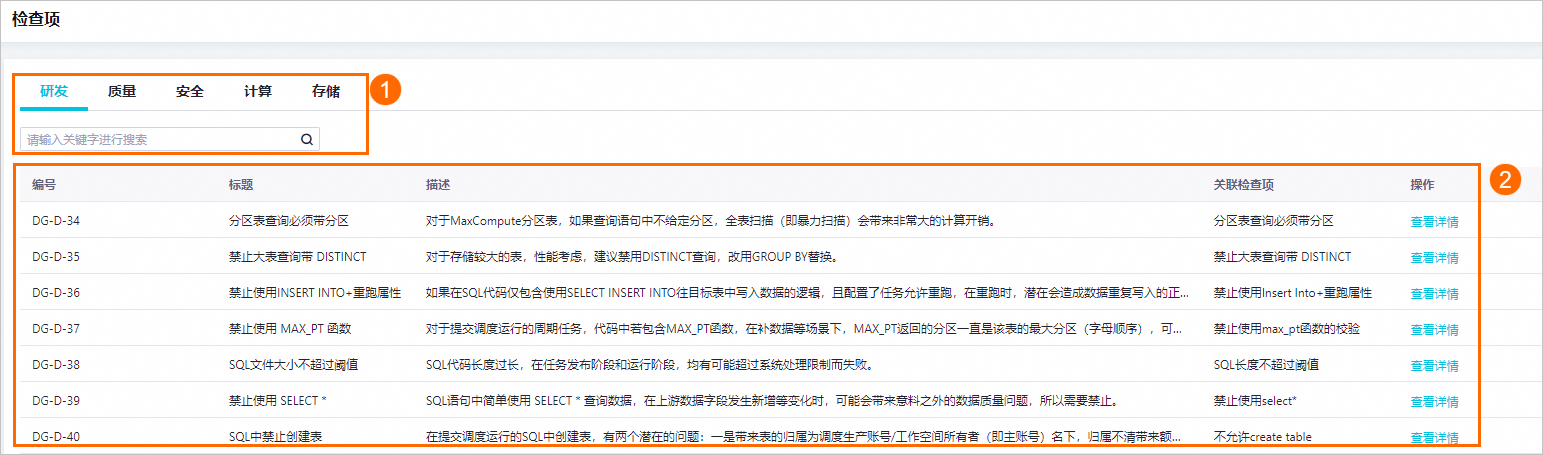 检查项
研发 质量 安全 计算 存储
1
请输入关键字进行搜索
2
编号 标题 描述 关联检查项 操作
DG-D-34 分区表查询必须带分区 对于MaxCompute分区表，如果查询语句中不给定分区，全表扫描（即暴力扫描）会带来非常大的计算开销。 分区表查询必须带分区 查看详情
DG-D-35 禁止大表查询带 DISTINCT 对于存储较大的表，性能考虑，建议禁用DISTINCT查询，改用GROUP BY替换。 禁止大表查询带 DISTINCT 查看详情
DG-D-36 禁止使用INSERT INTO+重跑属性 如果在SQL代码仅包含使用SELECT INSERT INTO往目标表中写入数据的逻辑，且配置了任务允许重跑，在重跑时，潜在会造成数据重复写入的正... 禁止使用Insert Into+重跑属性 查看详情
DG-D-37 禁止使用 MAX_PT 函数 对于提交调度运行的周期任务，代码中若包含MAX_PT函数，在补数据等场景下，MAX_PT返回的分区一直是该表的最大分区（字母顺序），可... 禁止使用max_pt函数的校验 查看详情
DG-D-38 SQL文件大小不超过阈值 SQL代码长度过长，在任务发布阶段和运行阶段，均有可能超过系统处理限制而失败。 SQL长度不超过阈值 查看详情
DG-D-39 禁止使用 SELECT * SQL语句中简单使用 SELECT * 查询数据，在上游数据字段发生新增等变化时，可能会带来意料之外的数据质量问题，所以需要禁止。 禁止使用select* 查看详情
DG-D-40 SQL中禁止创建表 在提交调度运行的SQL中创建表，有两个潜在的问题：一是带来表的归属为调度生产账号/工作空间所有者（即主账号）名下，归属不清带来额... 不允许create table 查看详情